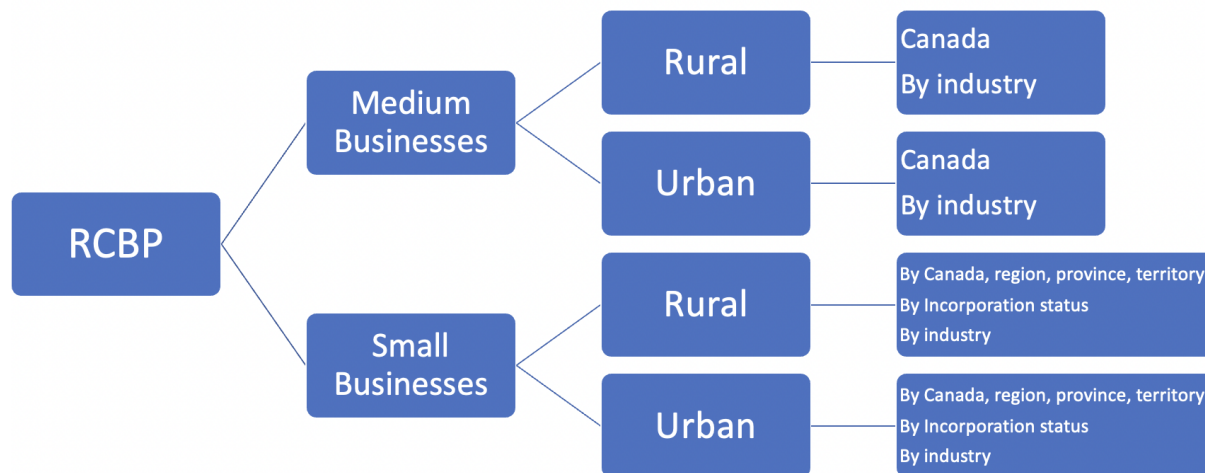 RCBP
Medium
Businesses
Rural
Canada
By industry
Urban
Canada
By industry
Small
Businesses
Rural
By Canada, region, province, territory
By Incorporation status
By industry
Urban
By Canada, region, province, territory
By Incorporation status
By industry